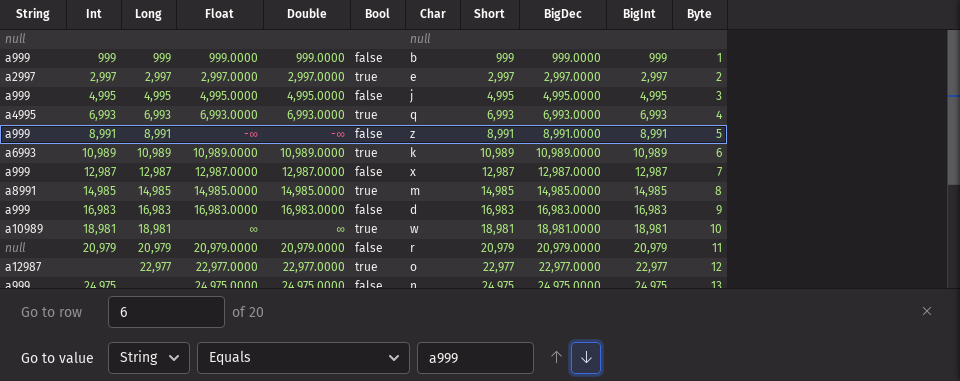 String Int Long Float Double Bool Char Short BigDec BigInt Byte
null null
a999 999 999 999.0000 999.0000 false b 999 999.0000 999 1
a2997 2,997 2,997 2,997.0000 2,997.0000 true e 2,997 2,997.0000 2,997 2
a999 4,995 4,995 4,995.0000 4,995.0000 false j 4,995 4,995.0000 4,995 3
a4995 6,993 6,993 6,993.0000 6,993.0000 true q 6,993 6,993.0000 6,993 4
a999 8,991 8,991 -∞ -∞ false z 8,991 8,991.0000 8,991 5
a6993 10,989 10,989 10,989.0000 10,989.0000 true k 10,989 10,989.0000 10,989 6
a999 12,987 12,987 12,987.0000 12,987.0000 false x 12,987 12,987.0000 12,987 7
a8991 14,985 14,985 14,985.0000 14,985.0000 true m 14,985 14,985.0000 14,985 8
a999 16,983 16,983 16,983.0000 16,983.0000 false d 16,983 16,983.0000 16,983 9
a10989 18,981 18,981 ∞ ∞ true w 18,981 18,981.0000 18,981 10
null 20,979 20,979 20,979.0000 20,979.0000 false r 20,979 20,979.0000 20,979 11
a12987 22,977 22,977.0000 22,977.0000 true o 22,977 22,977.0000 22,977 12
a999 24,975 24,975 24,975.0000 24,975.0000 false n 24,975 24,975.0000 24,975 13
Go to row 6 of 20
Go to value String Equals a999